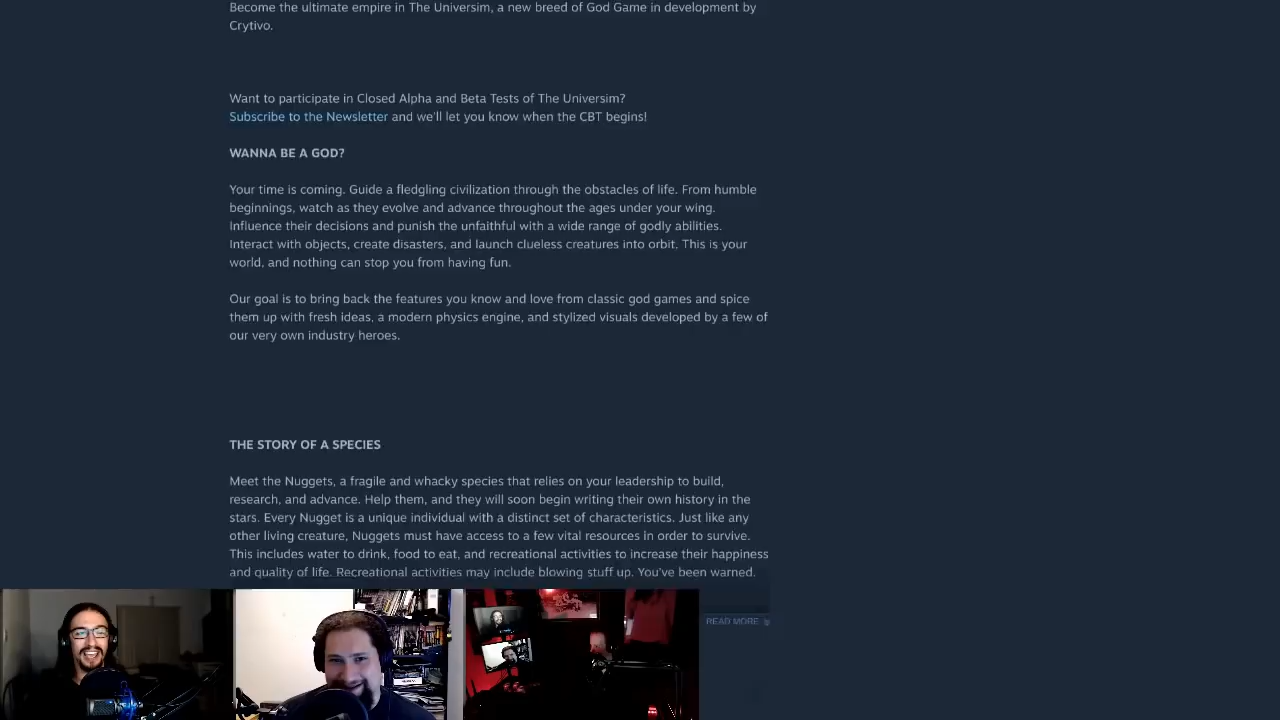 Become the ultimate empire in The Universim, a new breed of God Game in development by
Crytivo.
Want to participate in Closed Alpha and Beta Tests of The Universim?
Subscribe to the Newsletter and we'll let you know when the CBT begins!
WANNA BE A GOD?
Your time is coming. Guide a fledgling civilization through the obstacles of life. From humble
beginnings, watch as they evolve and advance throughout the ages under your wing.
Influence their decisions and punish the unfaithful with a wide range of godly abilities.
Interact with objects, create disasters, and launch clueless creatures into orbit. This is your
world, and nothing can stop you from having fun.
Our goal is to bring back the features you know and love from classic god games and spice
them up with fresh ideas, a modern physics engine, and stylized visuals developed by a few of
our very own industry heroes.
THE STORY OF A SPECIES
Meet the Nuggets, a fragile and whacky species that relies on your leadership to build,
research, and advance. Help them, and they will soon begin writing their own history in the
stars. Every Nugget is a unique individual with a distinct set of characteristics. Just like any
other living creature, Nuggets must have access to a few vital resources in order to survive.
This includes water to drink, food to eat, and recreational activities to increase their happiness
and quality of life. Recreational activities may include blowing stuff up. You've been warned.
READ MORE